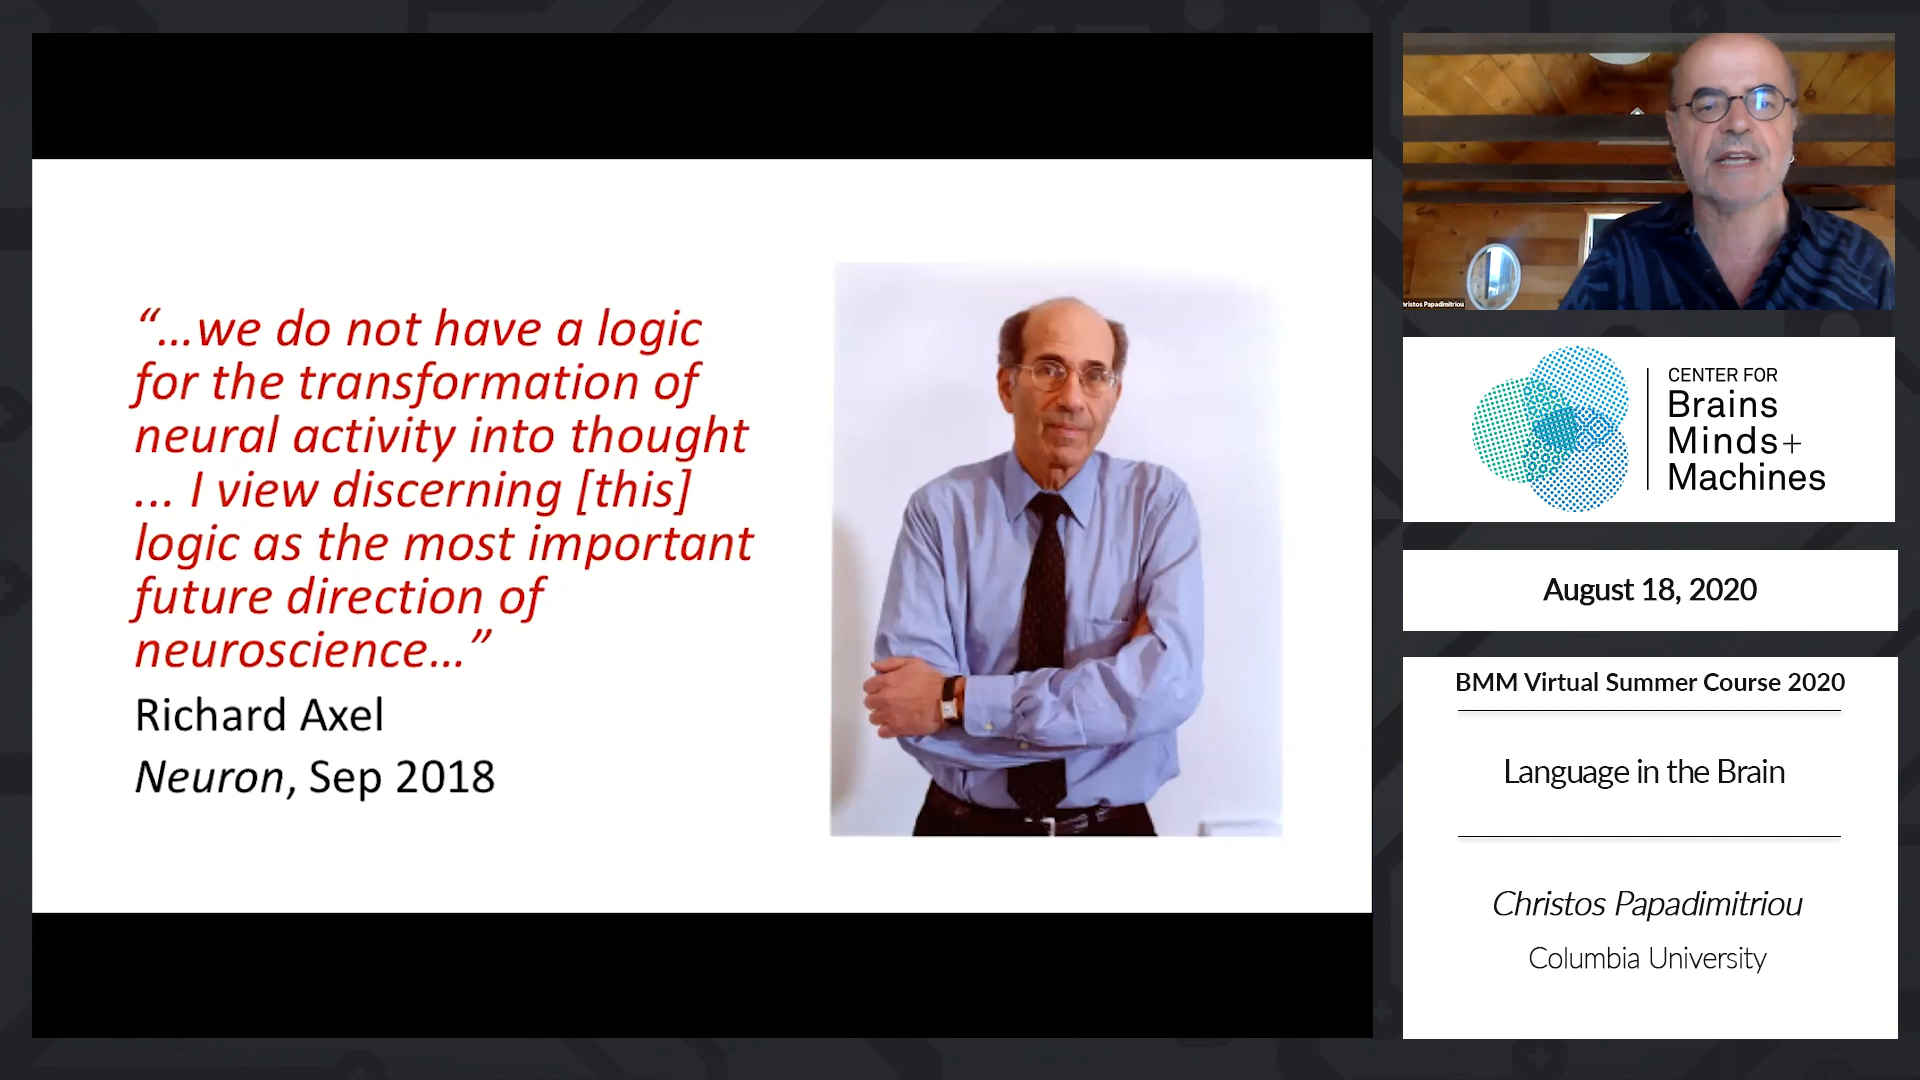 “...we do not have a logic
for the transformation of
neural activity into thought
... I view discerning [this]
logic as the most important
future direction of
neuroscience...”
Richard Axel
Neuron, Sep 2018
hristos Papadimitriou
CENTER FOR
Brains
Minds+
Machines
August 18, 2020
BMM Virtual Summer Course 2020
Language in the Brain
Christos Papadimitriou
Columbia University